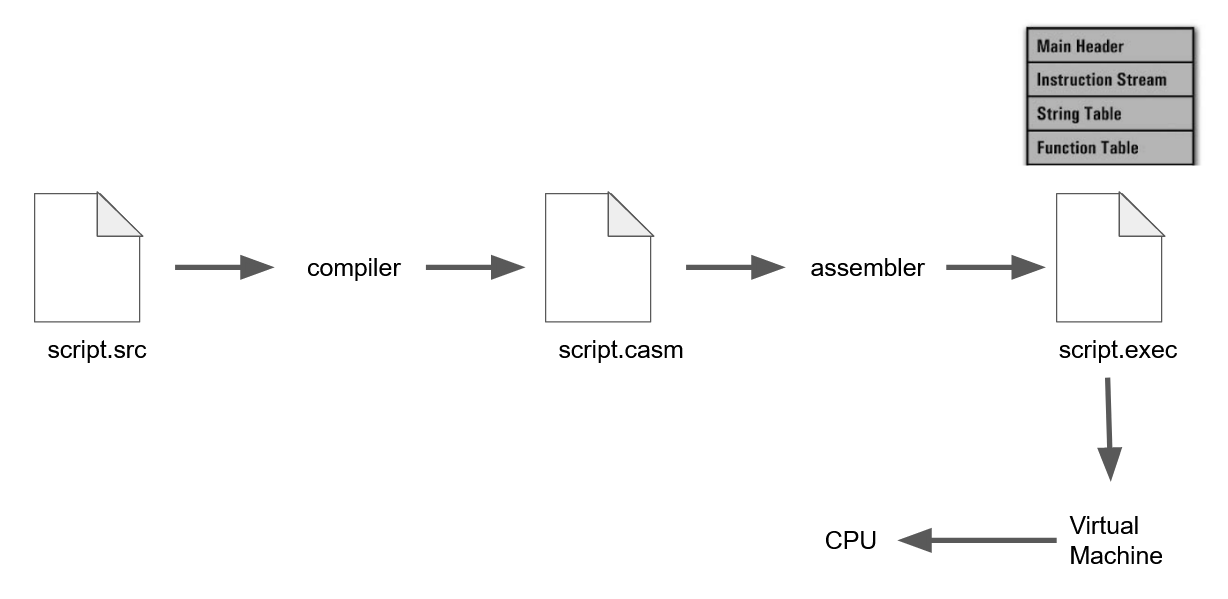 Main Header
Instruction Stream
String Table
Function Table
compiler
assembler
script.src
script.casm
script.exec
CPU
Virtual
Machine